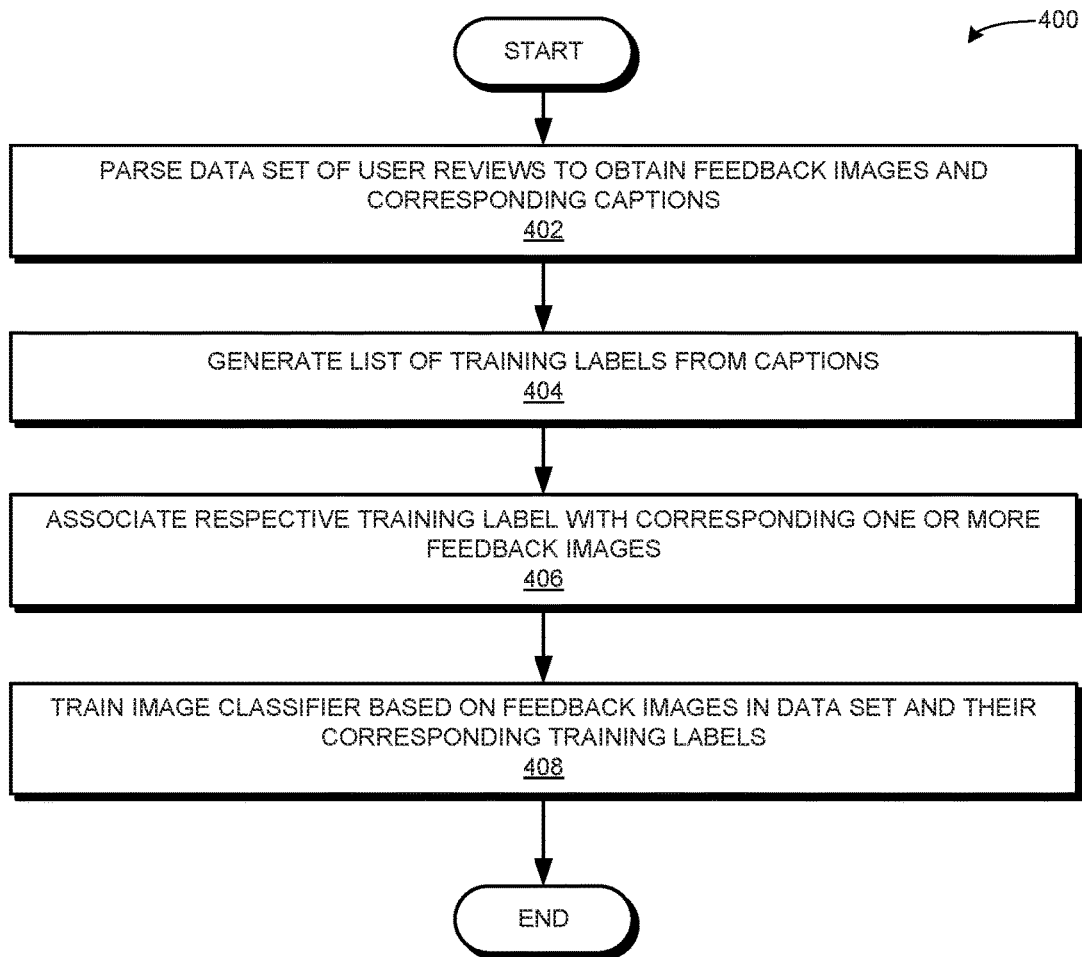 400
START
PARSE DATA SET OF USER REVIEWS TO OBTAIN FEEDBACK IMAGES AND
CORRESPONDING CAPTIONS
402
GENERATE LIST OF TRAINING LABELS FROM CAPTIONS
404
ASSOCIATE RESPECTIVE TRAINING LABEL WITH CORRESPONDING ONE OR MORE
FEEDBACK IMAGES
406
TRAIN IMAGE CLASSIFIER BASED ON FEEDBACK IMAGES IN DATA SET AND THEIR
CORRESPONDING TRAINING LABELS
408
END